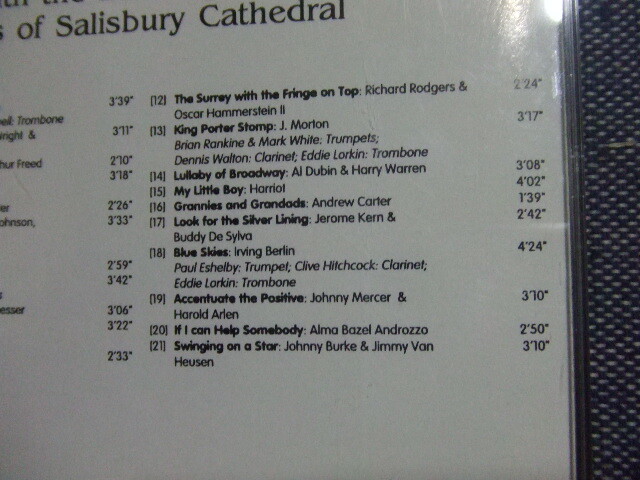 s of Salisbury Cathedral
3'39"
Trombone
3'11"
right &
2'10"
hur Freed
3'18"
2'26"
er
3'33"
ohnson,
2'59"
3'42"
s
3'06"
esser
3'22"
2'33"
[12] The Surrey with the Fringe on Top: Richard Rodgers & 2'24"
Oscar Hammerstein II
[13] King Porter Stomp: J. Morton 3'17"
Brian Rankine & Mark White: Trumpets;
Dennis Walton: Clarinet; Eddie Lorkin: Trombone
[14] Lullaby of Broadway: Al Dubin & Harry Warren 3'08"
[15] My Little Boy: Harriot 4'02"
[16] Grannies and Grandads: Andrew Carter 1'39"
[17] Look for the Silver Lining: Jerome Kern & 2'42"
Buddy De Sylva
[18] Blue Skies: Irving Berlin 4'24"
Paul Eshelby: Trumpet; Clive Hitchcock: Clarinet;
Eddie Lorkin: Trombone
[19] Accentuate the Positive: Johnny Mercer & 3'10"
Harold Arlen
[20] If I can Help Somebody: Alma Bazel Androzzo 2'50"
[21] Swinging on a Star: Johnny Burke & Jimmy Van 3'10"
Heusen